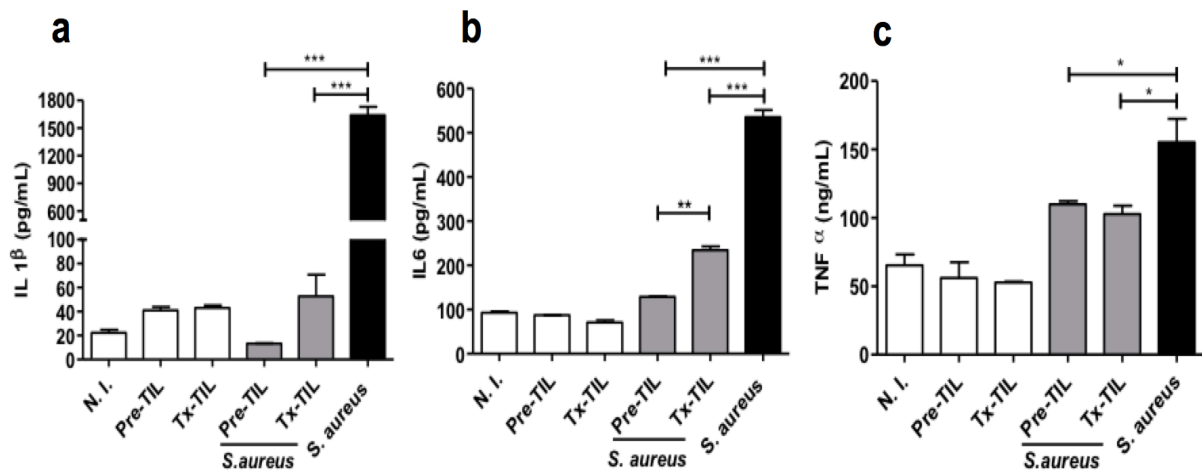 a
***
***
IL 1β (pg/mL)
1800
1500
1200
900
600
100
80
60
40
20
0
N. I.
Pre-TIL
Tx-TIL
Pre-TIL
Tx-TIL
S. aureus
S.aureus
b
***
***
**
IL6 (pg/mL)
600
500
400
300
200
100
0
N. I.
Pre-TIL
Tx-TIL
Pre-TIL
Tx-TIL
S. aureus
S.aureus
c
*
*
TNF α (ng/mL)
200
150
100
50
0
N. I.
Pre-TIL
Tx-TIL
Pre-TIL
Tx-TIL
S. aureus
S.aureus